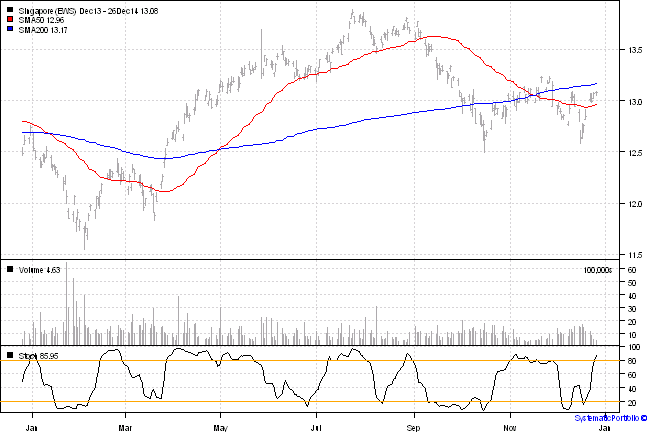 Singapore (EWS) Dec13 - 26Dec14 13.08
SMA50 12.96
SMA200 13.17
13.5
13.0
12.5
12.0
11.5
Volume 4.63
100,000s
60
50
40
30
20
10
Stock 85.95
100
80
60
40
20
SystematicPortfolio ©
Jan
Mar
May
Jul
Sep
Nov
Jan